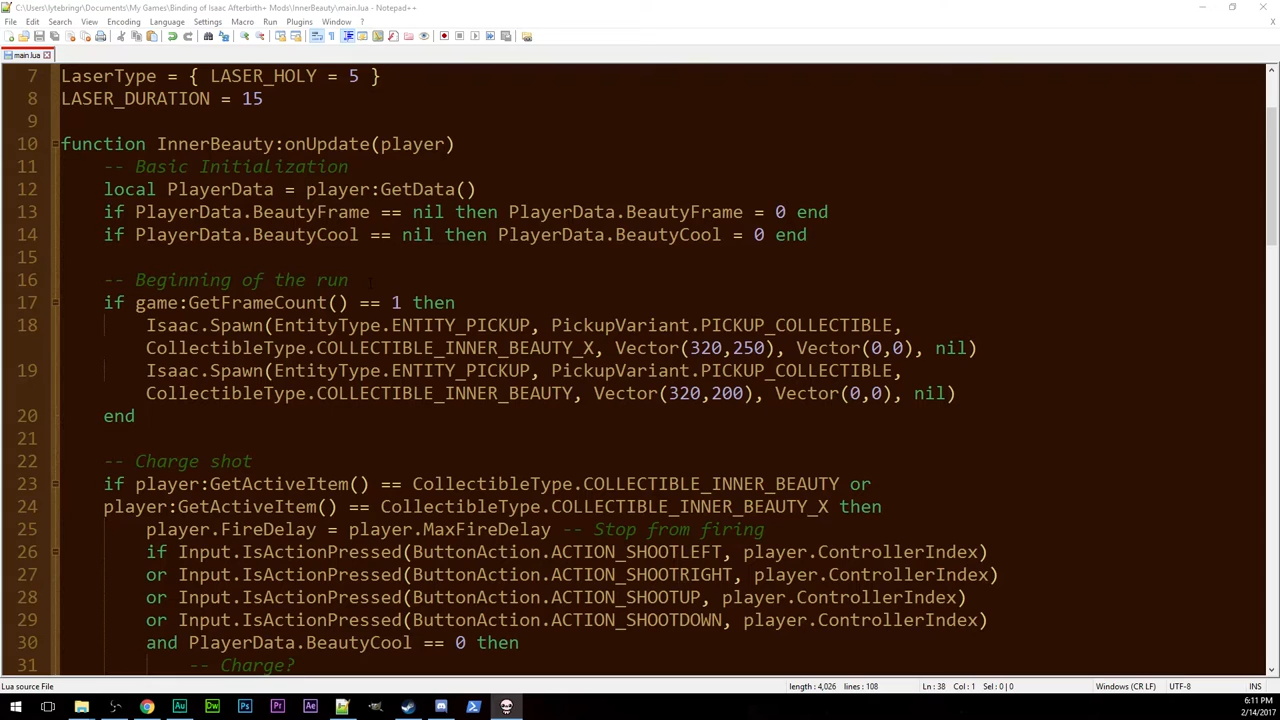 C:\Users\lytebringr\Documents\My Games\Binding of Isaac Afterbirth+ Mods\InnerBeauty\main.lua - Notepad++
File Edit Search View Encoding Language Settings Macro Run Plugins Window ? X
main.lua
7 LaserType = { LASER_HOLY = 5 }
8 LASER_DURATION = 15
9
10 function InnerBeauty:onUpdate(player)
11 -- Basic Initialization
12 local PlayerData = player:GetData()
13 if PlayerData.BeautyFrame == nil then PlayerData.BeautyFrame = 0 end
14 if PlayerData.BeautyCool == nil then PlayerData.BeautyCool = 0 end
15
16 -- Beginning of the run
17 if game:GetFrameCount() == 1 then
18 Isaac.Spawn(EntityType.ENTITY_PICKUP, PickupVariant.PICKUP_COLLECTIBLE,
CollectibleType.COLLECTIBLE_INNER_BEAUTY_X, Vector(320,250), Vector(0,0), nil)
19 Isaac.Spawn(EntityType.ENTITY_PICKUP, PickupVariant.PICKUP_COLLECTIBLE,
CollectibleType.COLLECTIBLE_INNER_BEAUTY, Vector(320,200), Vector(0,0), nil)
20 end
21
22 -- Charge shot
23 if player:GetActiveItem() == CollectibleType.COLLECTIBLE_INNER_BEAUTY or
24 player:GetActiveItem() == CollectibleType.COLLECTIBLE_INNER_BEAUTY_X then
25 player.FireDelay = player.MaxFireDelay -- Stop from firing
26 if Input.IsActionPressed(ButtonAction.ACTION_SHOOTLEFT, player.ControllerIndex)
27 or Input.IsActionPressed(ButtonAction.ACTION_SHOOTRIGHT, player.ControllerIndex)
28 or Input.IsActionPressed(ButtonAction.ACTION_SHOOTUP, player.ControllerIndex)
29 or Input.IsActionPressed(ButtonAction.ACTION_SHOOTDOWN, player.ControllerIndex)
30 and PlayerData.BeautyCool == 0 then
31 -- Charge?
Lua source File length : 4,026 lines : 108 Ln : 38 Col : 1 Sel : 0 | 0 Windows (CR LF) UTF-8 INS
Au Dw Ps Pr Ae 6:11 PM
2/14/2017